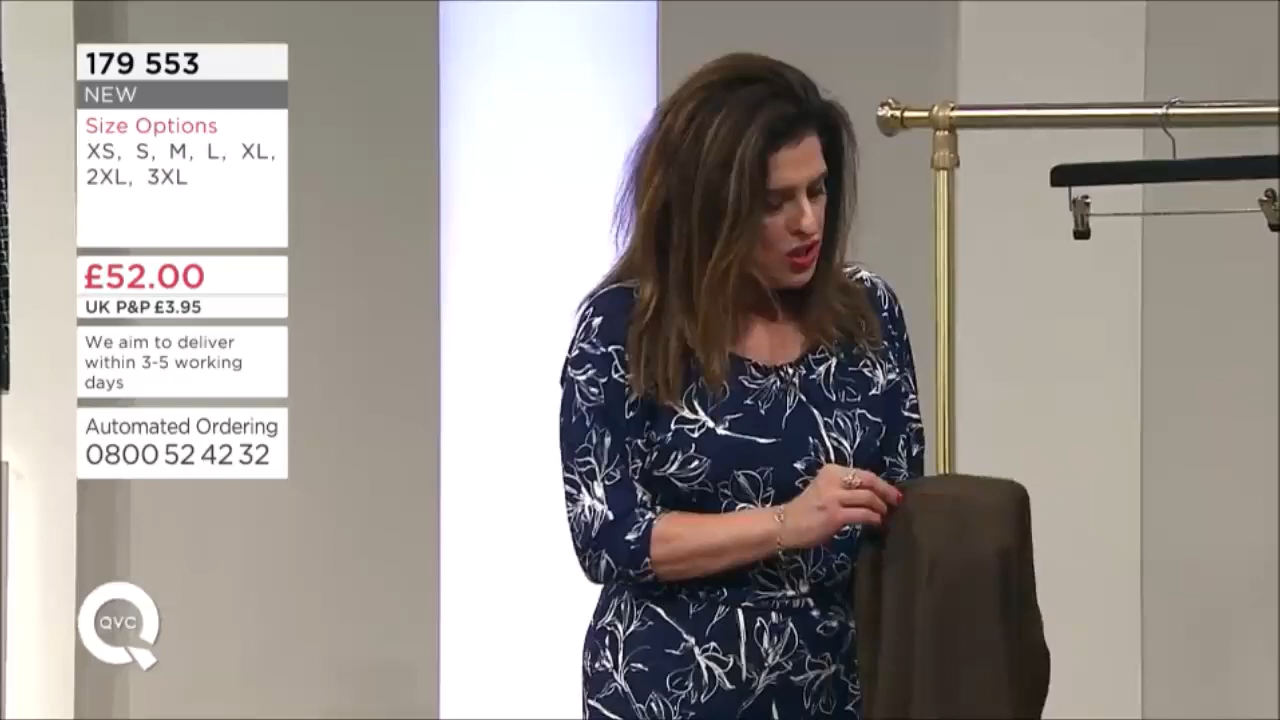 179 553
NEW
Size Options
XS, S, M, L, XL,
2XL, 3XL
£52.00
UK P&P £3.95
We aim to deliver
within 3-5 working
days
Automated Ordering
0800 52 42 32
QVC